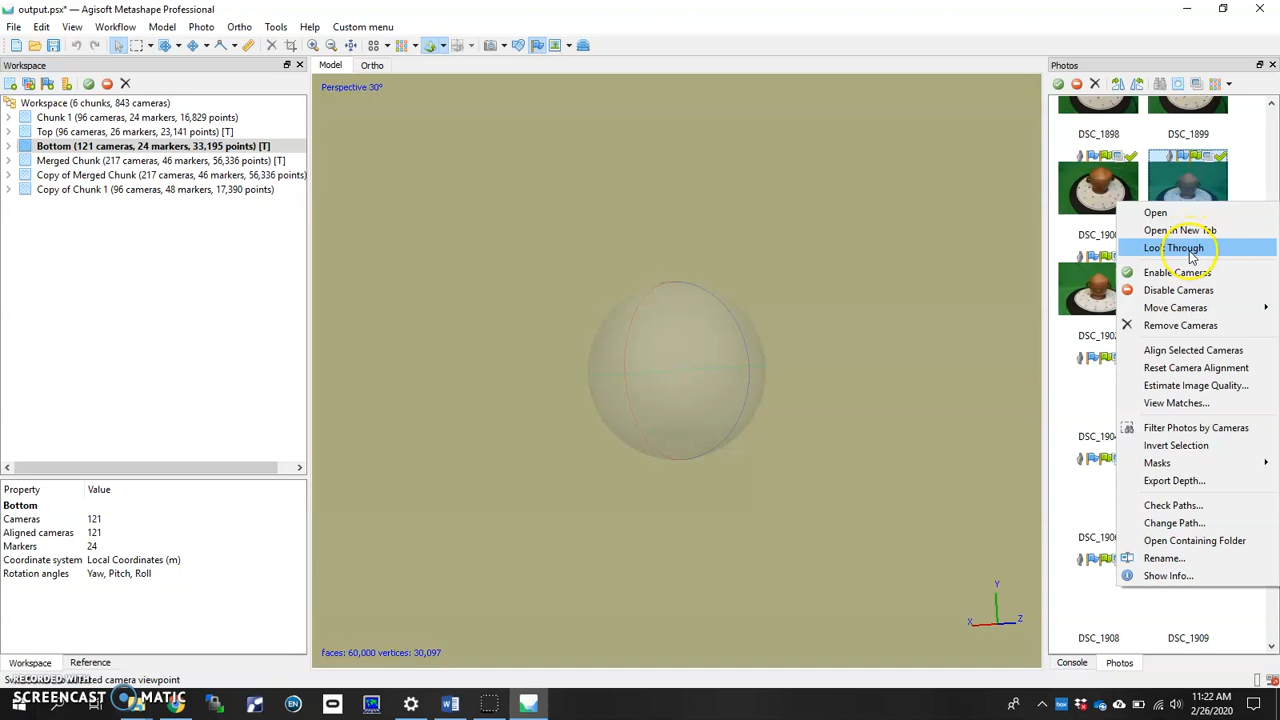 output.psx* — Agisoft Metashape Professional
File Edit View Workflow Model Photo Ortho Tools Help Custom menu
Workspace
Workspace (6 chunks, 843 cameras)
Chunk 1 (96 cameras, 24 markers, 16,829 points)
Top (96 cameras, 26 markers, 23,141 points) [T]
Bottom (121 cameras, 24 markers, 33,195 points) [T]
Merged Chunk (217 cameras, 46 markers, 56,336 points) [T]
Copy of Merged Chunk (217 cameras, 46 markers, 56,336 points)
Copy of Chunk 1 (96 cameras, 48 markers, 17,390 points)
Property Value
Bottom
Cameras 121
Aligned cameras 121
Markers 24
Coordinate system Local Coordinates (m)
Rotation angles Yaw, Pitch, Roll
Workspace Reference
Model Ortho
Perspective 30°
Y
X Z
faces: 60,000 vertices: 30,097
Photos
DSC_1898 DSC_1899
Open
Open in New Tab
Look Through
Enable Cameras
Disable Cameras
Move Cameras
Remove Cameras
Align Selected Cameras
Reset Camera Alignment
Estimate Image Quality...
View Matches...
Filter Photos by Cameras
Invert Selection
Masks
Export Depth...
Check Paths...
Change Path...
Open Containing Folder
Rename...
Show Info...
DSC_1908 DSC_1909
Console Photos
camera viewpoint
RECORDED WITH
SCREENCAST MATIC
11:22 AM
2/26/2020